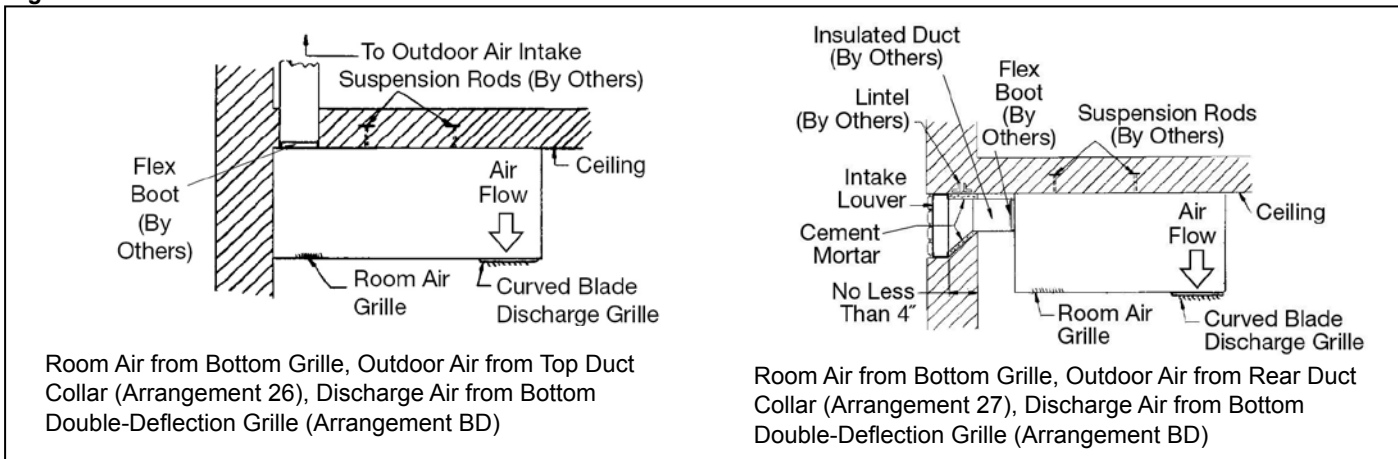 To Outdoor Air Intake
Suspension Rods (By Others)
Flex
Boot
(By
Others)
Air
Flow
Ceiling
Room Air
Grille
Curved Blade
Discharge Grille
Room Air from Bottom Grille, Outdoor Air from Top Duct
Collar (Arrangement 26), Discharge Air from Bottom
Double-Deflection Grille (Arrangement BD)
Insulated Duct
(By Others)
Lintel
(By Others)
Flex
Boot
(By
Others)
Suspension Rods
(By Others)
Intake
Louver
Cement
Mortar
No Less
Than 4"
Air
Flow
Ceiling
Room Air
Grille
Curved Blade
Discharge Grille
Room Air from Bottom Grille, Outdoor Air from Rear Duct
Collar (Arrangement 27), Discharge Air from Bottom
Double-Deflection Grille (Arrangement BD)